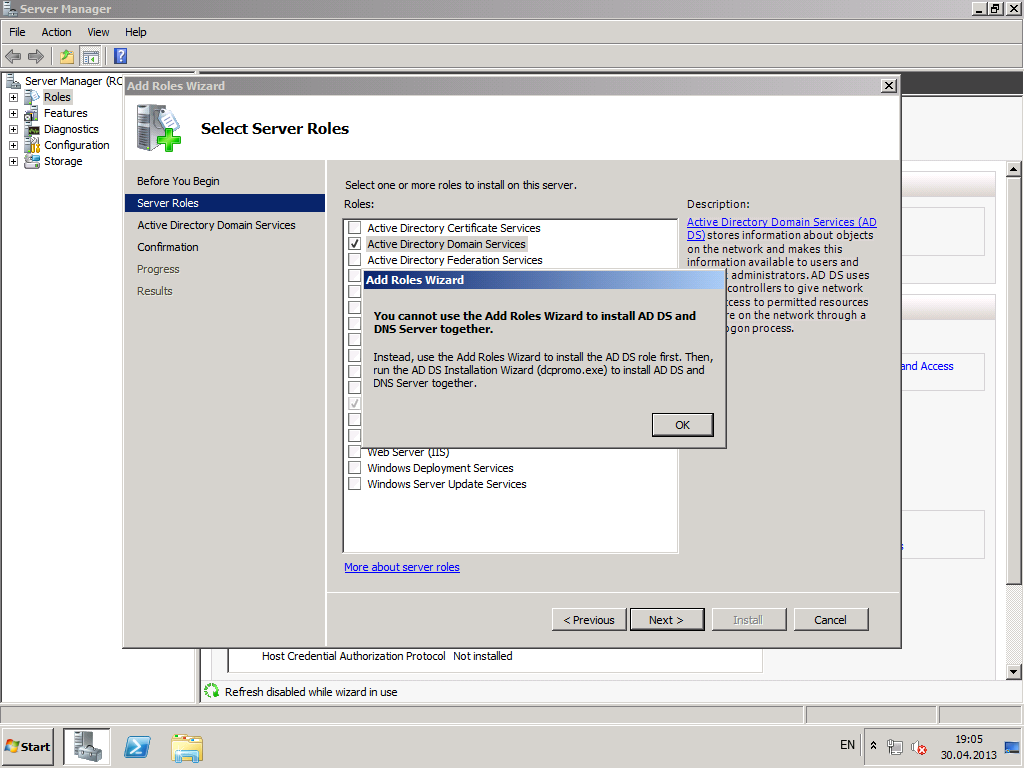 Server Manager
File Action View Help
Server Manager (RC
Roles
Features
Diagnostics
Configuration
Storage
Add Roles Wizard
Select Server Roles
Before You Begin
Server Roles
Active Directory Domain Services
Confirmation
Progress
Results
Select one or more roles to install on this server.
Roles:
Active Directory Certificate Services
Active Directory Domain Services
Active Directory Federation Services
Web Server (IIS)
Windows Deployment Services
Windows Server Update Services
More about server roles
Description:
Active Directory Domain Services (AD
DS) stores information about objects
on the network and makes this
information available to users and
administrators. AD DS uses
controllers to give network
access to permitted resources
on the network through a
logon process.
Add Roles Wizard
You cannot use the Add Roles Wizard to install AD DS and
DNS Server together.
Instead, use the Add Roles Wizard to install the AD DS role first. Then,
run the AD DS Installation Wizard (dcpromo.exe) to install AD DS and
DNS Server together.
OK
< Previous Next > Install Cancel
and Access
Host Credential Authorization Protocol Not installed
Refresh disabled while wizard in use
Start
EN
19:05
30.04.2013